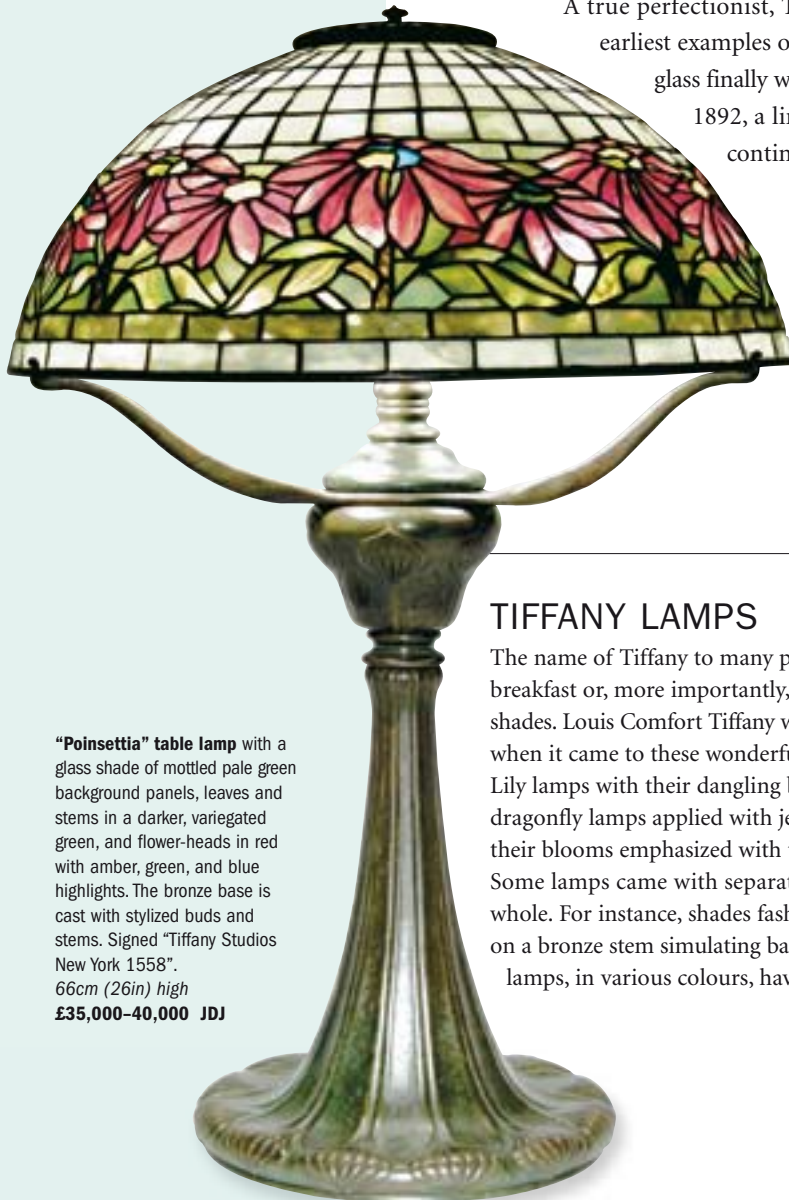 A true perfectionist, T
earliest examples o
glass finally w
1892, a lin
contin
TIFFANY LAMPS
The name of Tiffany to many p
breakfast or, more importantly,
shades. Louis Comfort Tiffany w
when it came to these wonderfu
Lily lamps with their dangling b
dragonfly lamps applied with je
their blooms emphasized with t
Some lamps came with separat
whole. For instance, shades fash
on a bronze stem simulating ba
lamps, in various colours, hav
“Poinsettia” table lamp with a
glass shade of mottled pale green
background panels, leaves and
stems in a darker, variegated
green, and flower-heads in red
with amber, green, and blue
highlights. The bronze base is
cast with stylized buds and
stems. Signed “Tiffany Studios
New York 1558”.
66cm (26in) high
£35,000–40,000 JDJ